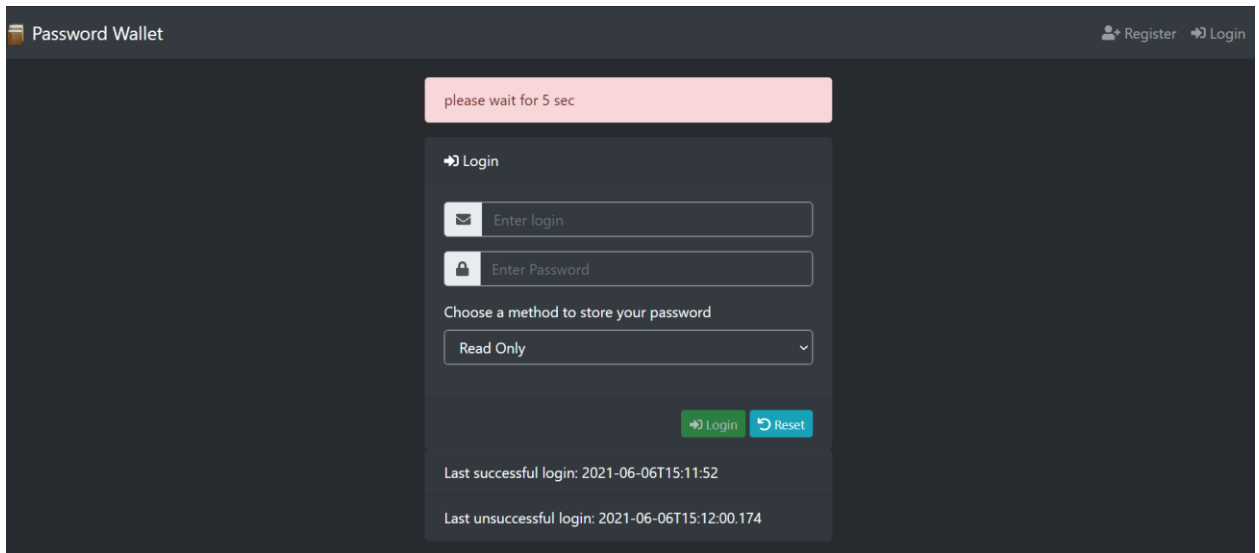 Password Wallet
Register Login
please wait for 5 sec
Login
Enter login
Enter Password
Choose a method to store your password
Read Only
Login Reset
Last successful login: 2021-06-06T15:11:52
Last unsuccessful login: 2021-06-06T15:12:00.174